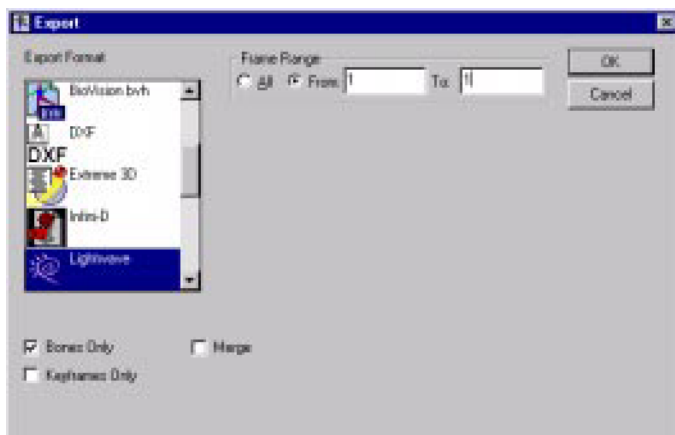 Export
Export Format
Frame Range
All From: 1 To: 1
OK
Cancel
BioVision bvh
bvh
A DXF
DXF
Extreme 3D
Infini-D
Lightwave
Bones Only Merge
Keyframes Only